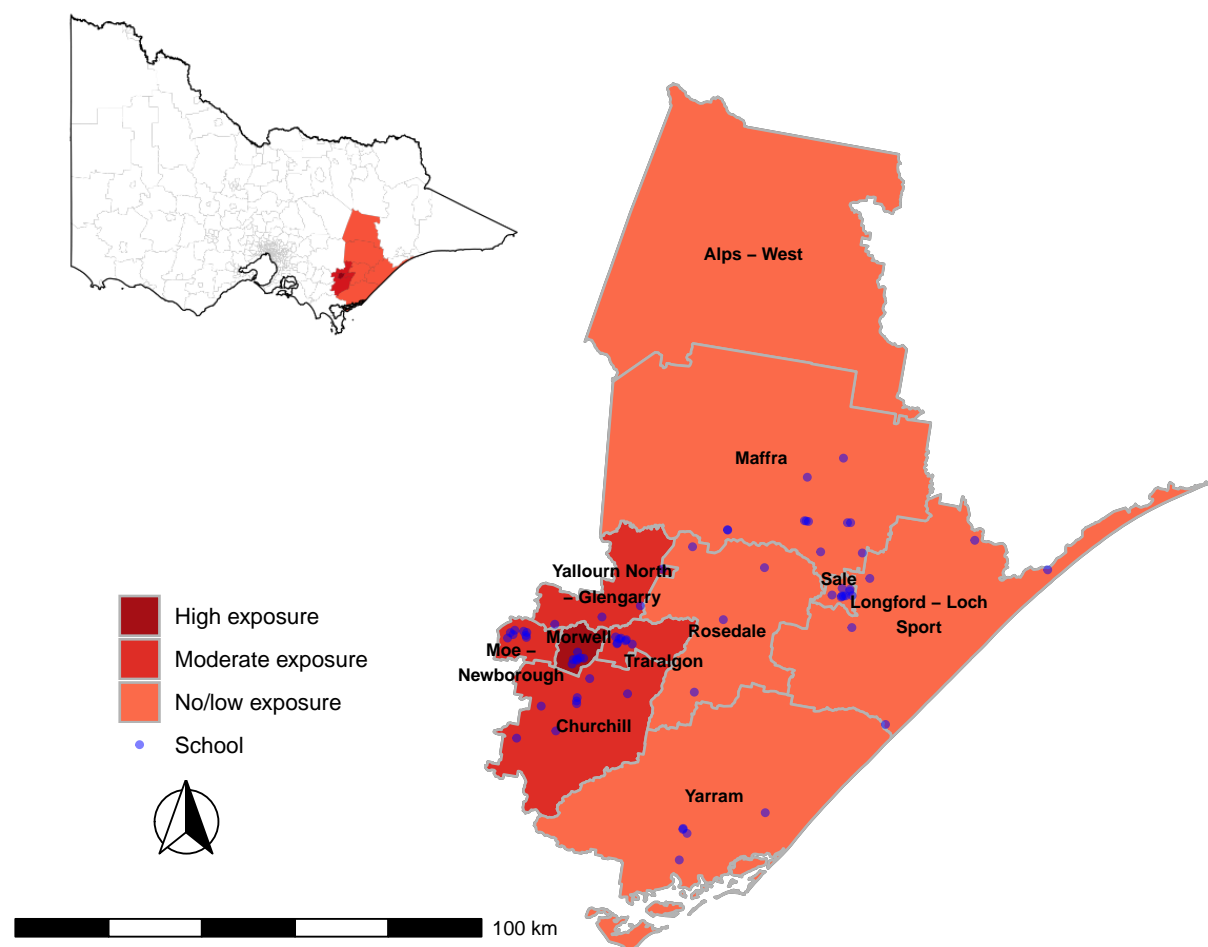 Alps – West
Maffra
Yallourn North
– Glengarry
Sale
Longford – Loch
Sport
High exposure
Moderate exposure
No/low exposure
School
Morwell
Moe –
Newborough
Traralgon
Rosedale
Churchill
Yarram
100 km